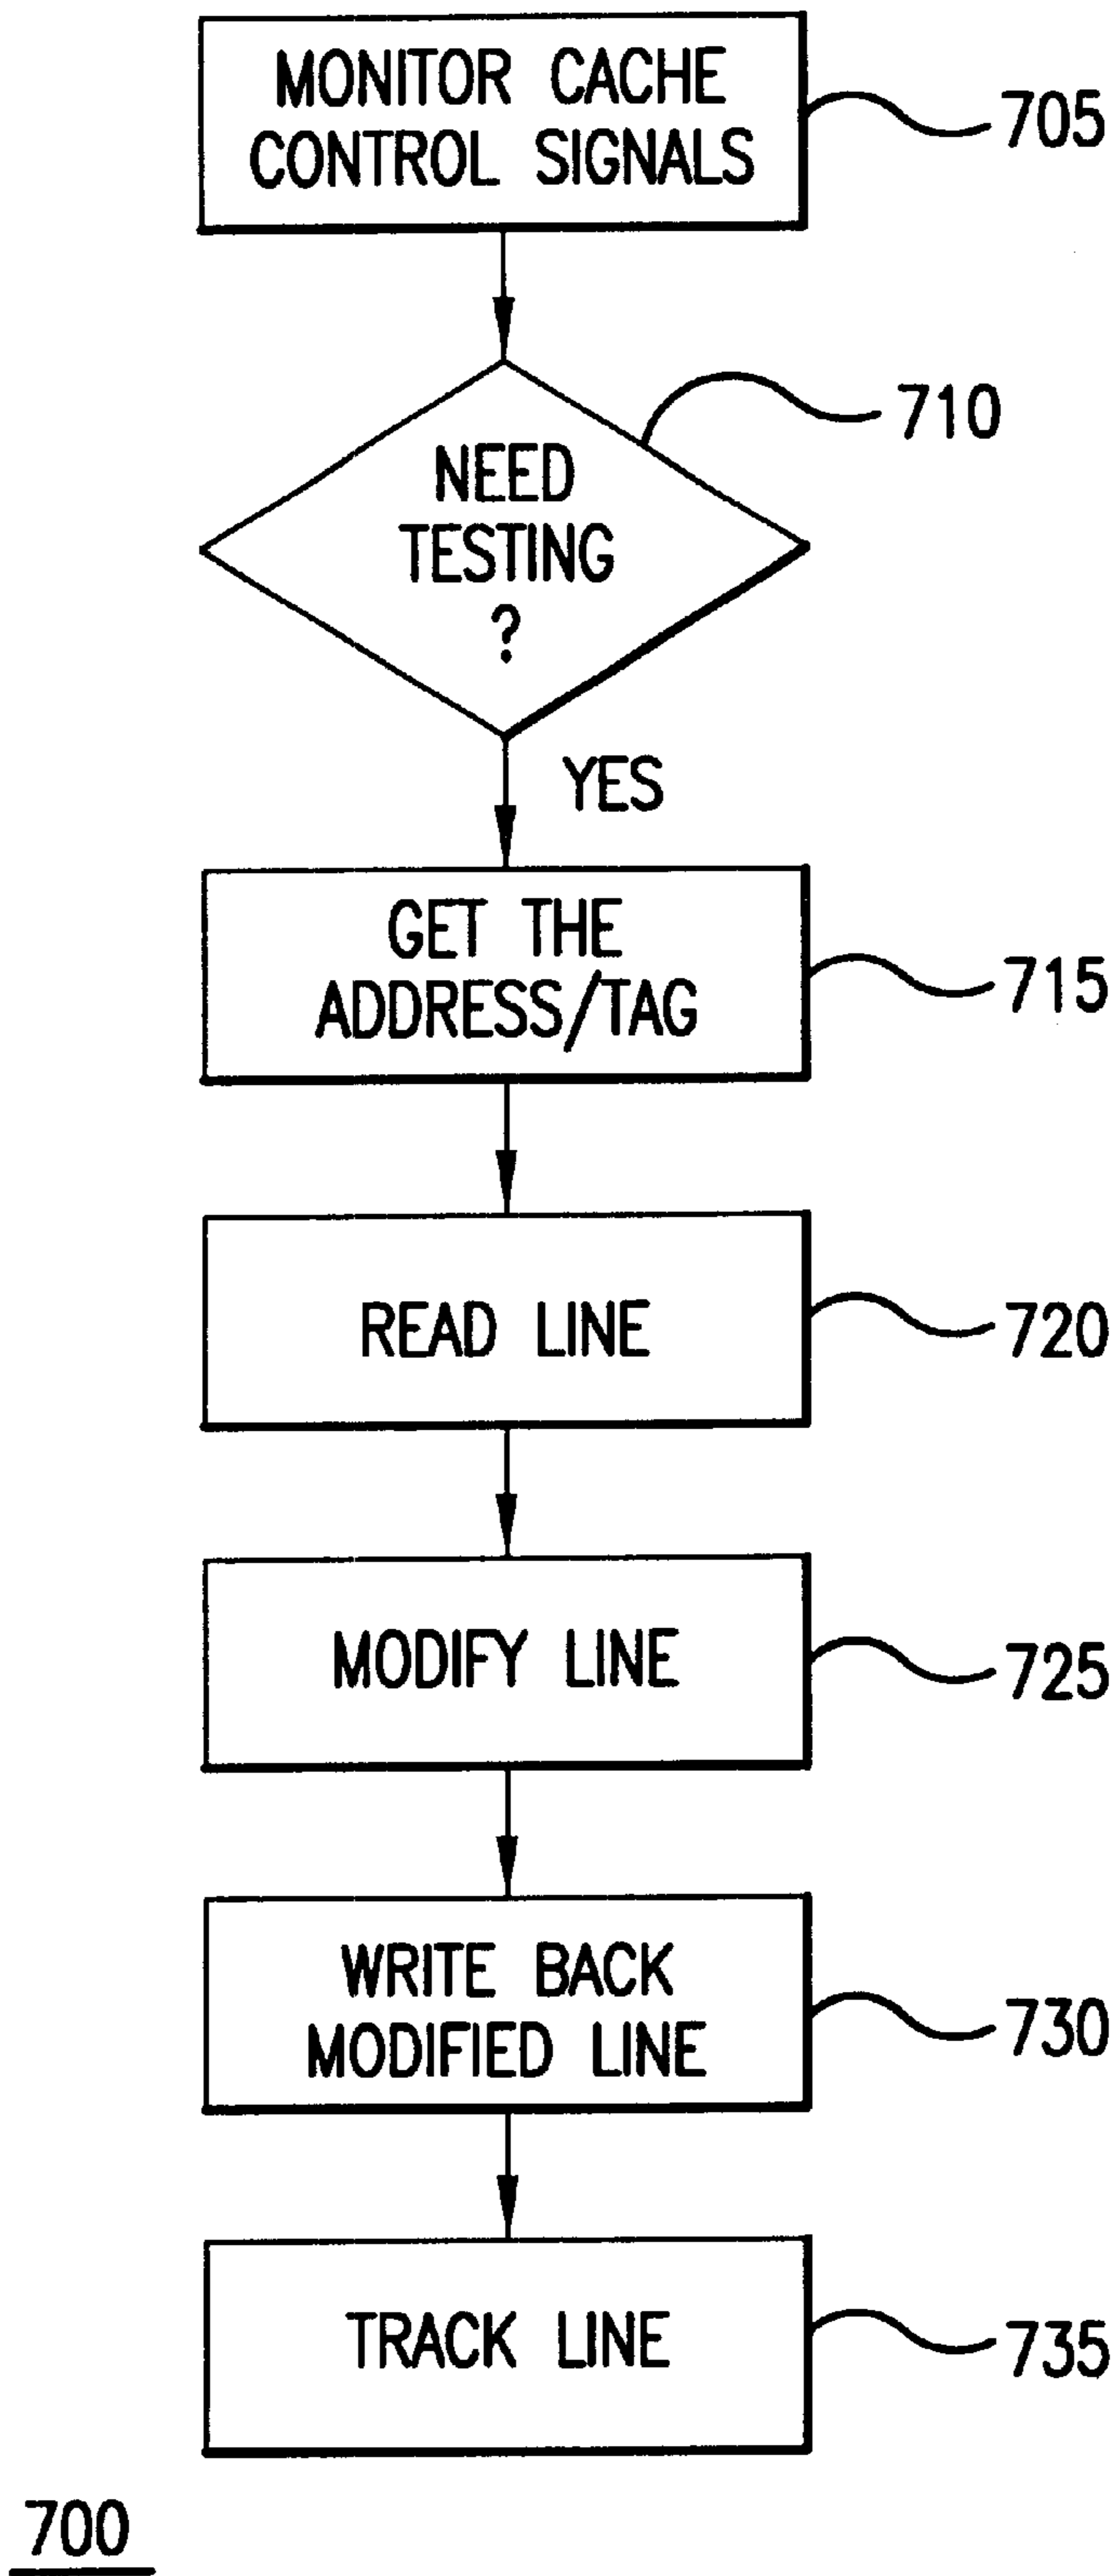 MONITOR CACHE
CONTROL SIGNALS
705
NEED
TESTING
?
710
YES
GET THE
ADDRESS/TAG
715
READ LINE
720
MODIFY LINE
725
WRITE BACK
MODIFIED LINE
730
TRACK LINE
735
700